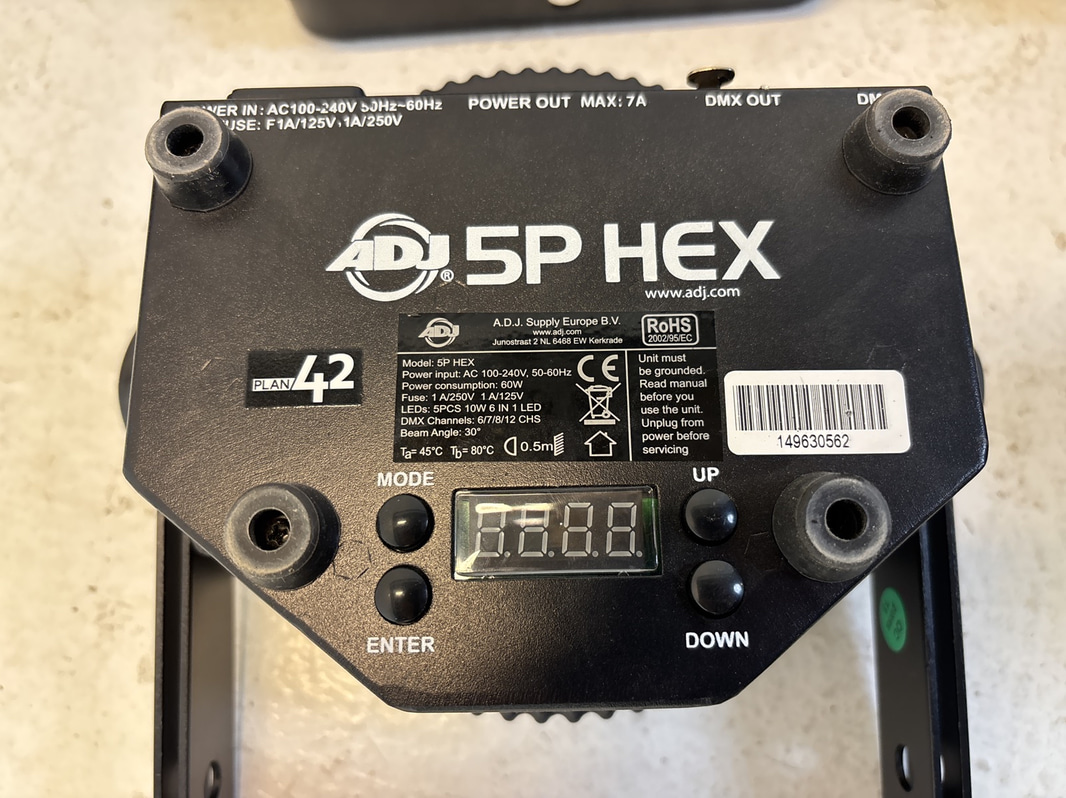 WER IN: AC100-240V 50Hz~60Hz
USE: F1A/125V,1A/250V
POWER OUT MAX: 7A
DMX OUT
DM
ADJ® 5P HEX
www.adj.com
ADJ
A.D.J. Supply Europe B.V.
www.adj.com
Junostrast 2 NL 6468 EW Kerkrade
RoHS
2002/95/EC
Model: 5P HEX
Power input: AC 100-240V, 50-60Hz
Power consumption: 60W
Fuse: 1 A/250V 1 A/125V
LEDs: 5PCS 10W 6 IN 1 LED
DMX Channels: 6/7/8/12 CHS
Beam Angle: 30°
Ta= 45°C Tb= 80°C
0.5m
CE
Unit must
be grounded.
Read manual
before you
use the unit.
Unplug from
power before
servicing
PLAN/42
149630562
MODE
UP
ENTER
DOWN